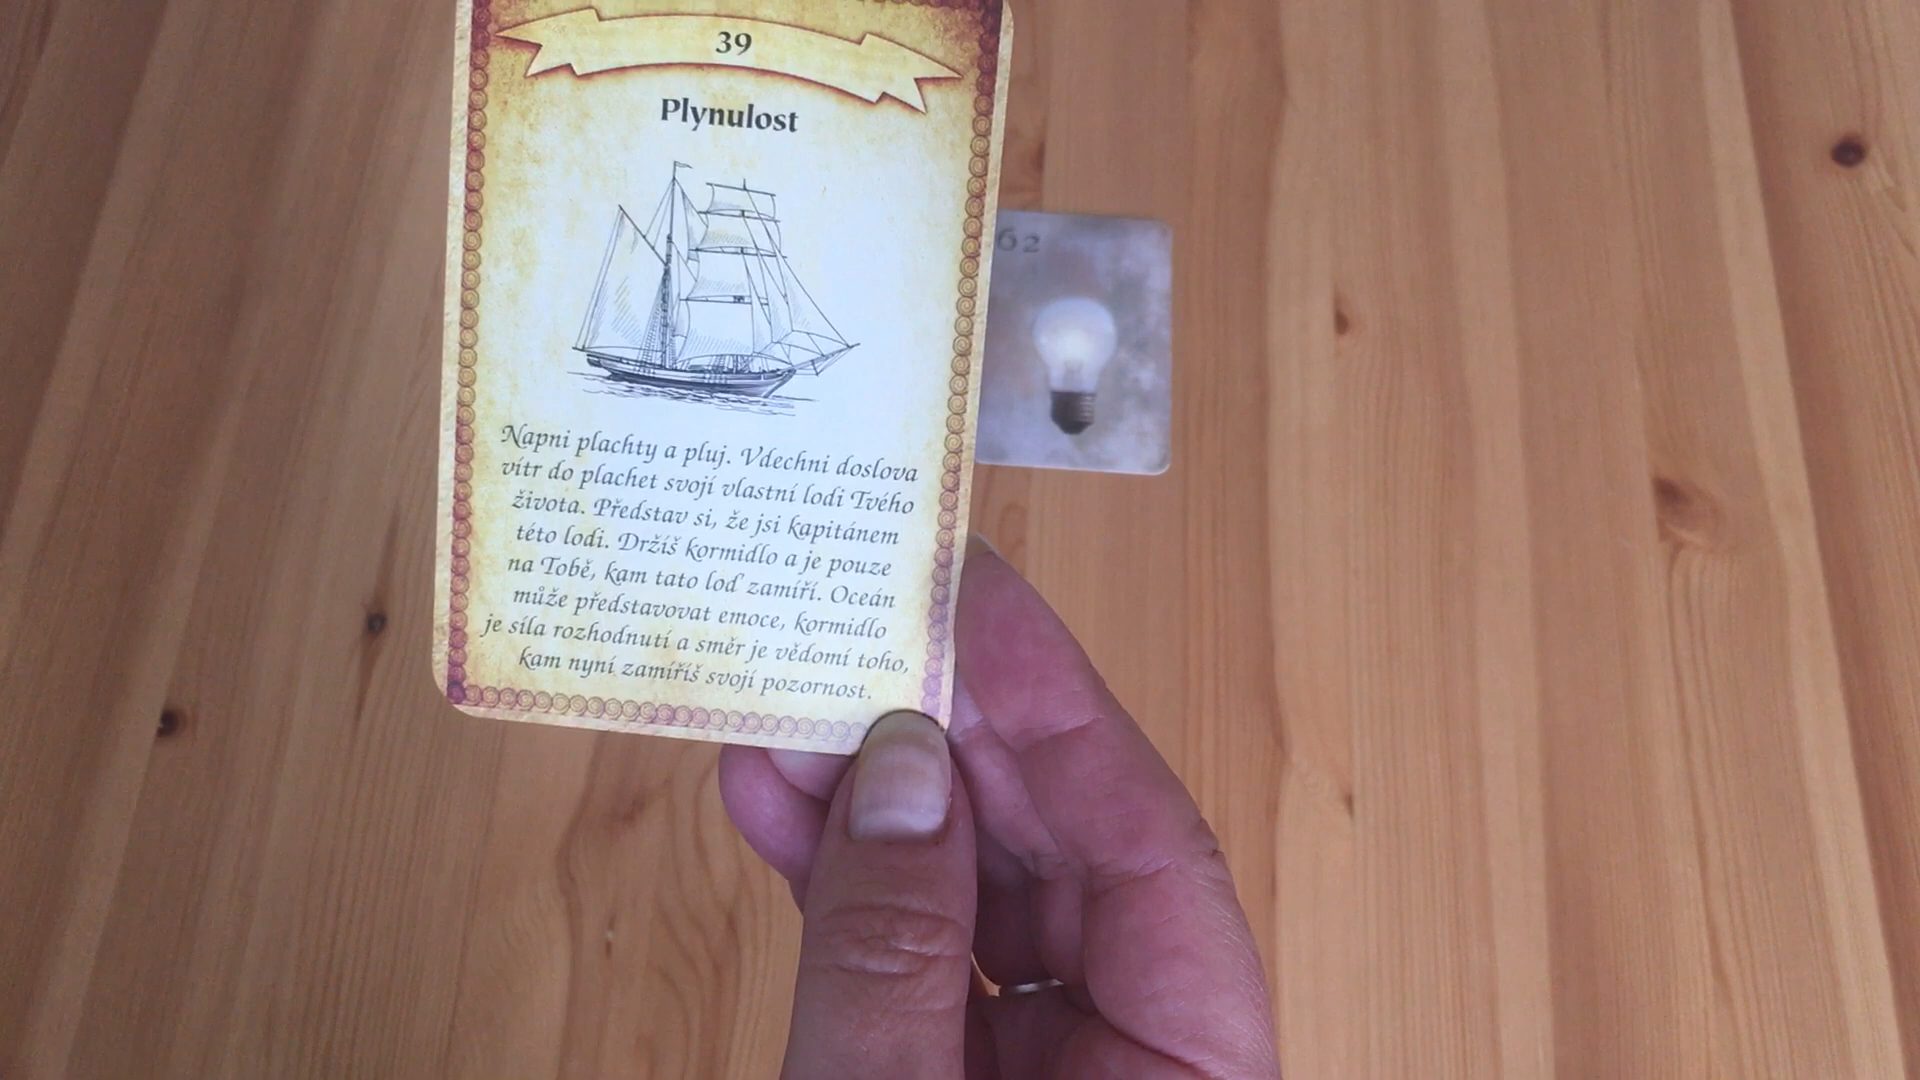 39
Plynulost
62
Napni plachty a pluj. Vdechni doslova
vítr do plachet svojí vlastní lodi Tvého
života. Představ si, že jsi kapitánem
této lodi. Držíš kormidlo a je pouze
na Tobě, kam tato loď zamíří. Oceán
může představovat emoce, kormidlo
je síla rozhodnutí a směr je vědomí toho,
kam nyní zamíříš svojí pozornost.